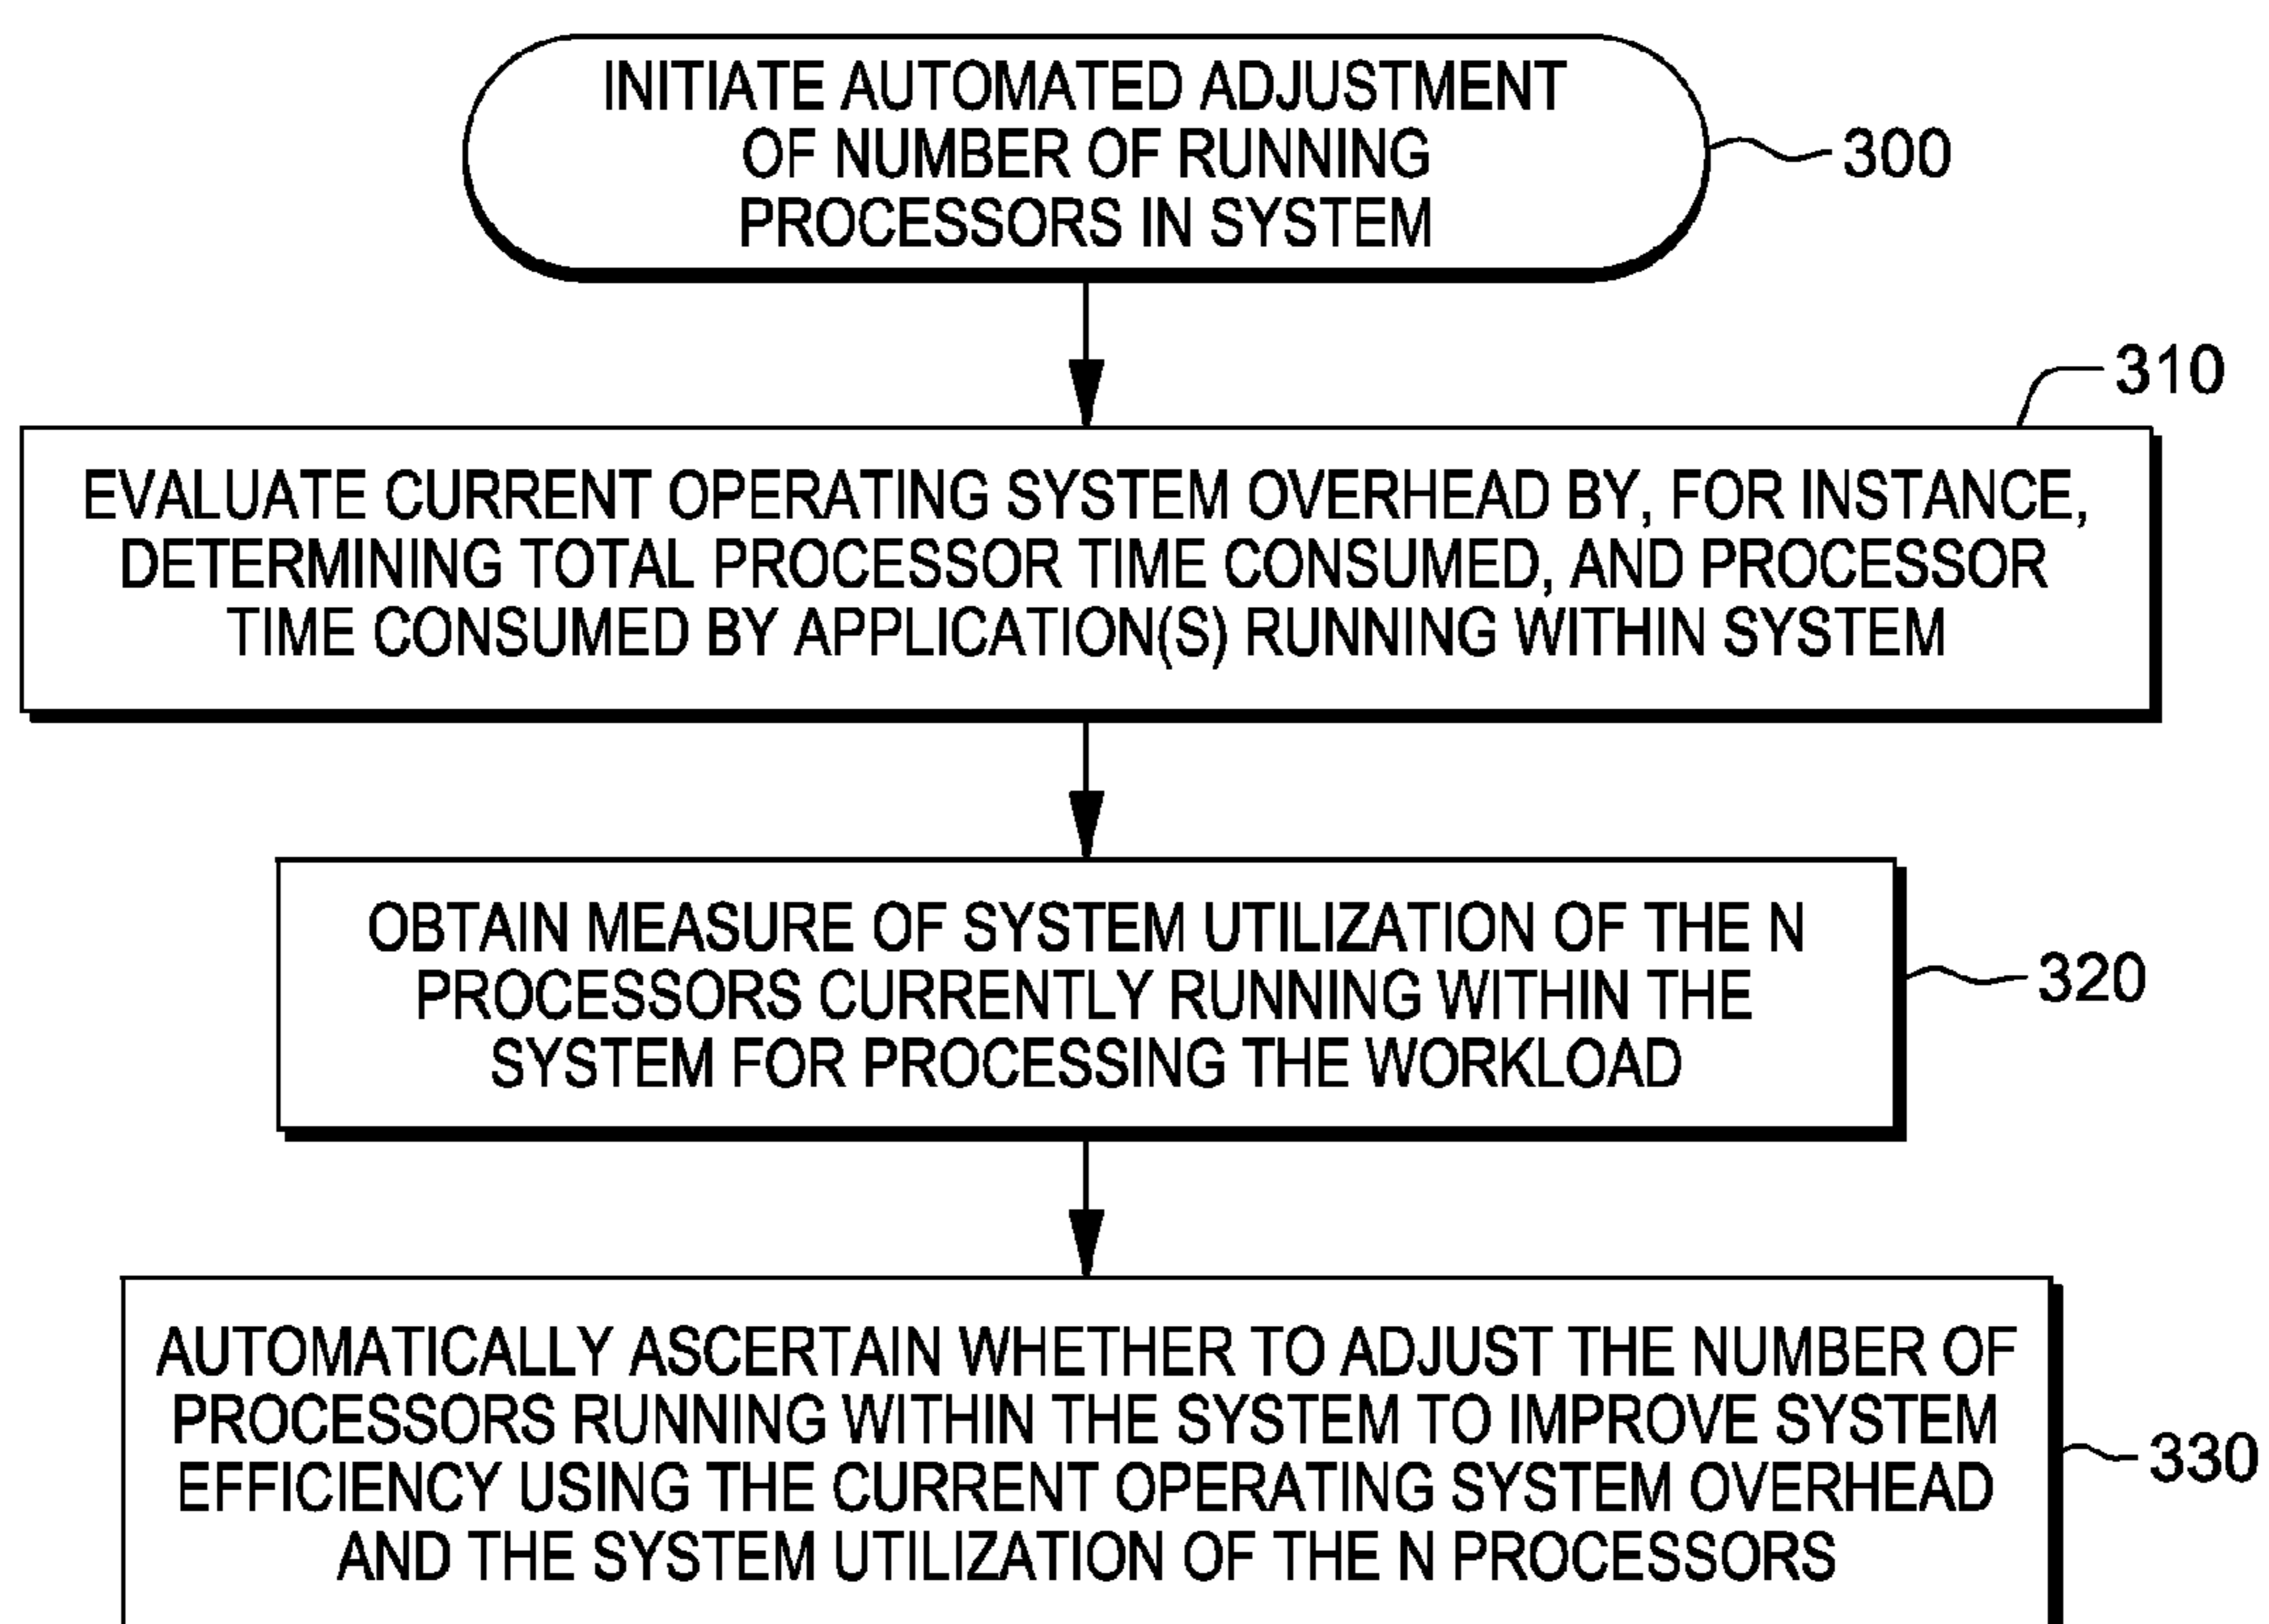 INITIATE AUTOMATED ADJUSTMENT
OF NUMBER OF RUNNING
PROCESSORS IN SYSTEM
300
310
EVALUATE CURRENT OPERATING SYSTEM OVERHEAD BY, FOR INSTANCE,
DETERMINING TOTAL PROCESSOR TIME CONSUMED, AND PROCESSOR
TIME CONSUMED BY APPLICATION(S) RUNNING WITHIN SYSTEM
OBTAIN MEASURE OF SYSTEM UTILIZATION OF THE N
PROCESSORS CURRENTLY RUNNING WITHIN THE
SYSTEM FOR PROCESSING THE WORKLOAD
320
AUTOMATICALLY ASCERTAIN WHETHER TO ADJUST THE NUMBER OF
PROCESSORS RUNNING WITHIN THE SYSTEM TO IMPROVE SYSTEM
EFFICIENCY USING THE CURRENT OPERATING SYSTEM OVERHEAD
AND THE SYSTEM UTILIZATION OF THE N PROCESSORS
330